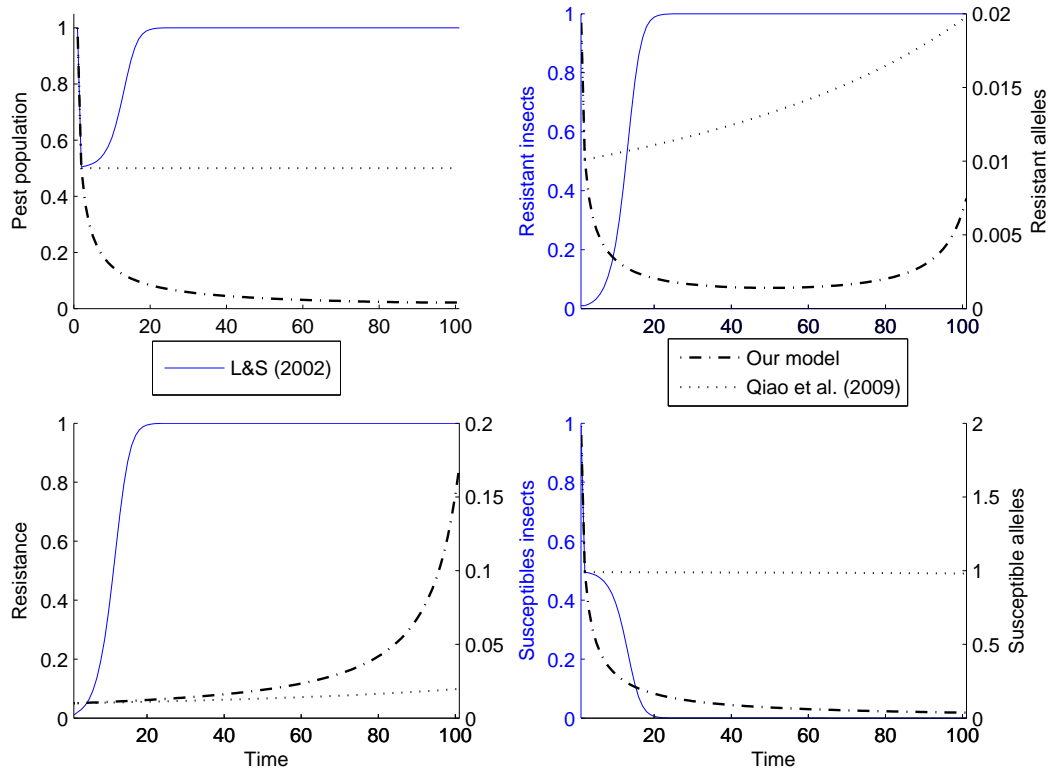 1
0.8
0.6
0.4
0.2
0
Pest population
0 20 40 60 80 100
L&S (2002)
1
0.8
0.6
0.4
0.2
0
Resistant insects
0.02
0.015
0.01
0.005
0
Resistant alleles
20 40 60 80 100
Our model
Qiao et al. (2009)
1
0.8
0.6
0.4
0.2
0
Resistance
0.2
0.15
0.1
0.05
0
20 40 60 80 100
Time
1
0.8
0.6
0.4
0.2
0
Susceptibles insects
2
1.5
1
0.5
0
Susceptible alleles
20 40 60 80 100
Time